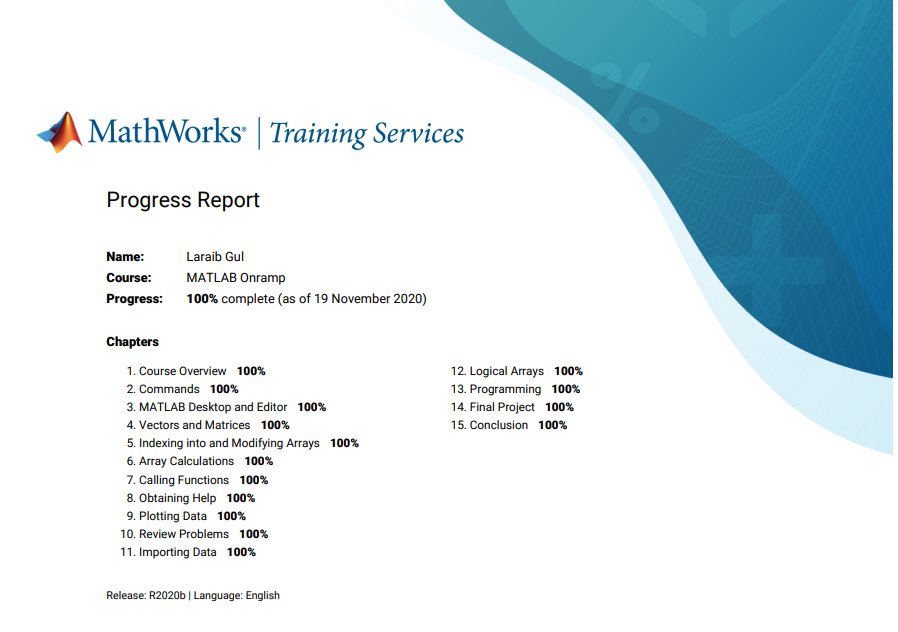 MathWorks® | Training Services
Progress Report
Name: Laraib Gul
Course: MATLAB Onramp
Progress: 100% complete (as of 19 November 2020)
Chapters
1. Course Overview 100%
2. Commands 100%
3. MATLAB Desktop and Editor 100%
4. Vectors and Matrices 100%
5. Indexing into and Modifying Arrays 100%
6. Array Calculations 100%
7. Calling Functions 100%
8. Obtaining Help 100%
9. Plotting Data 100%
10. Review Problems 100%
11. Importing Data 100%
12. Logical Arrays 100%
13. Programming 100%
14. Final Project 100%
15. Conclusion 100%
Release: R2020b | Language: English
%
+